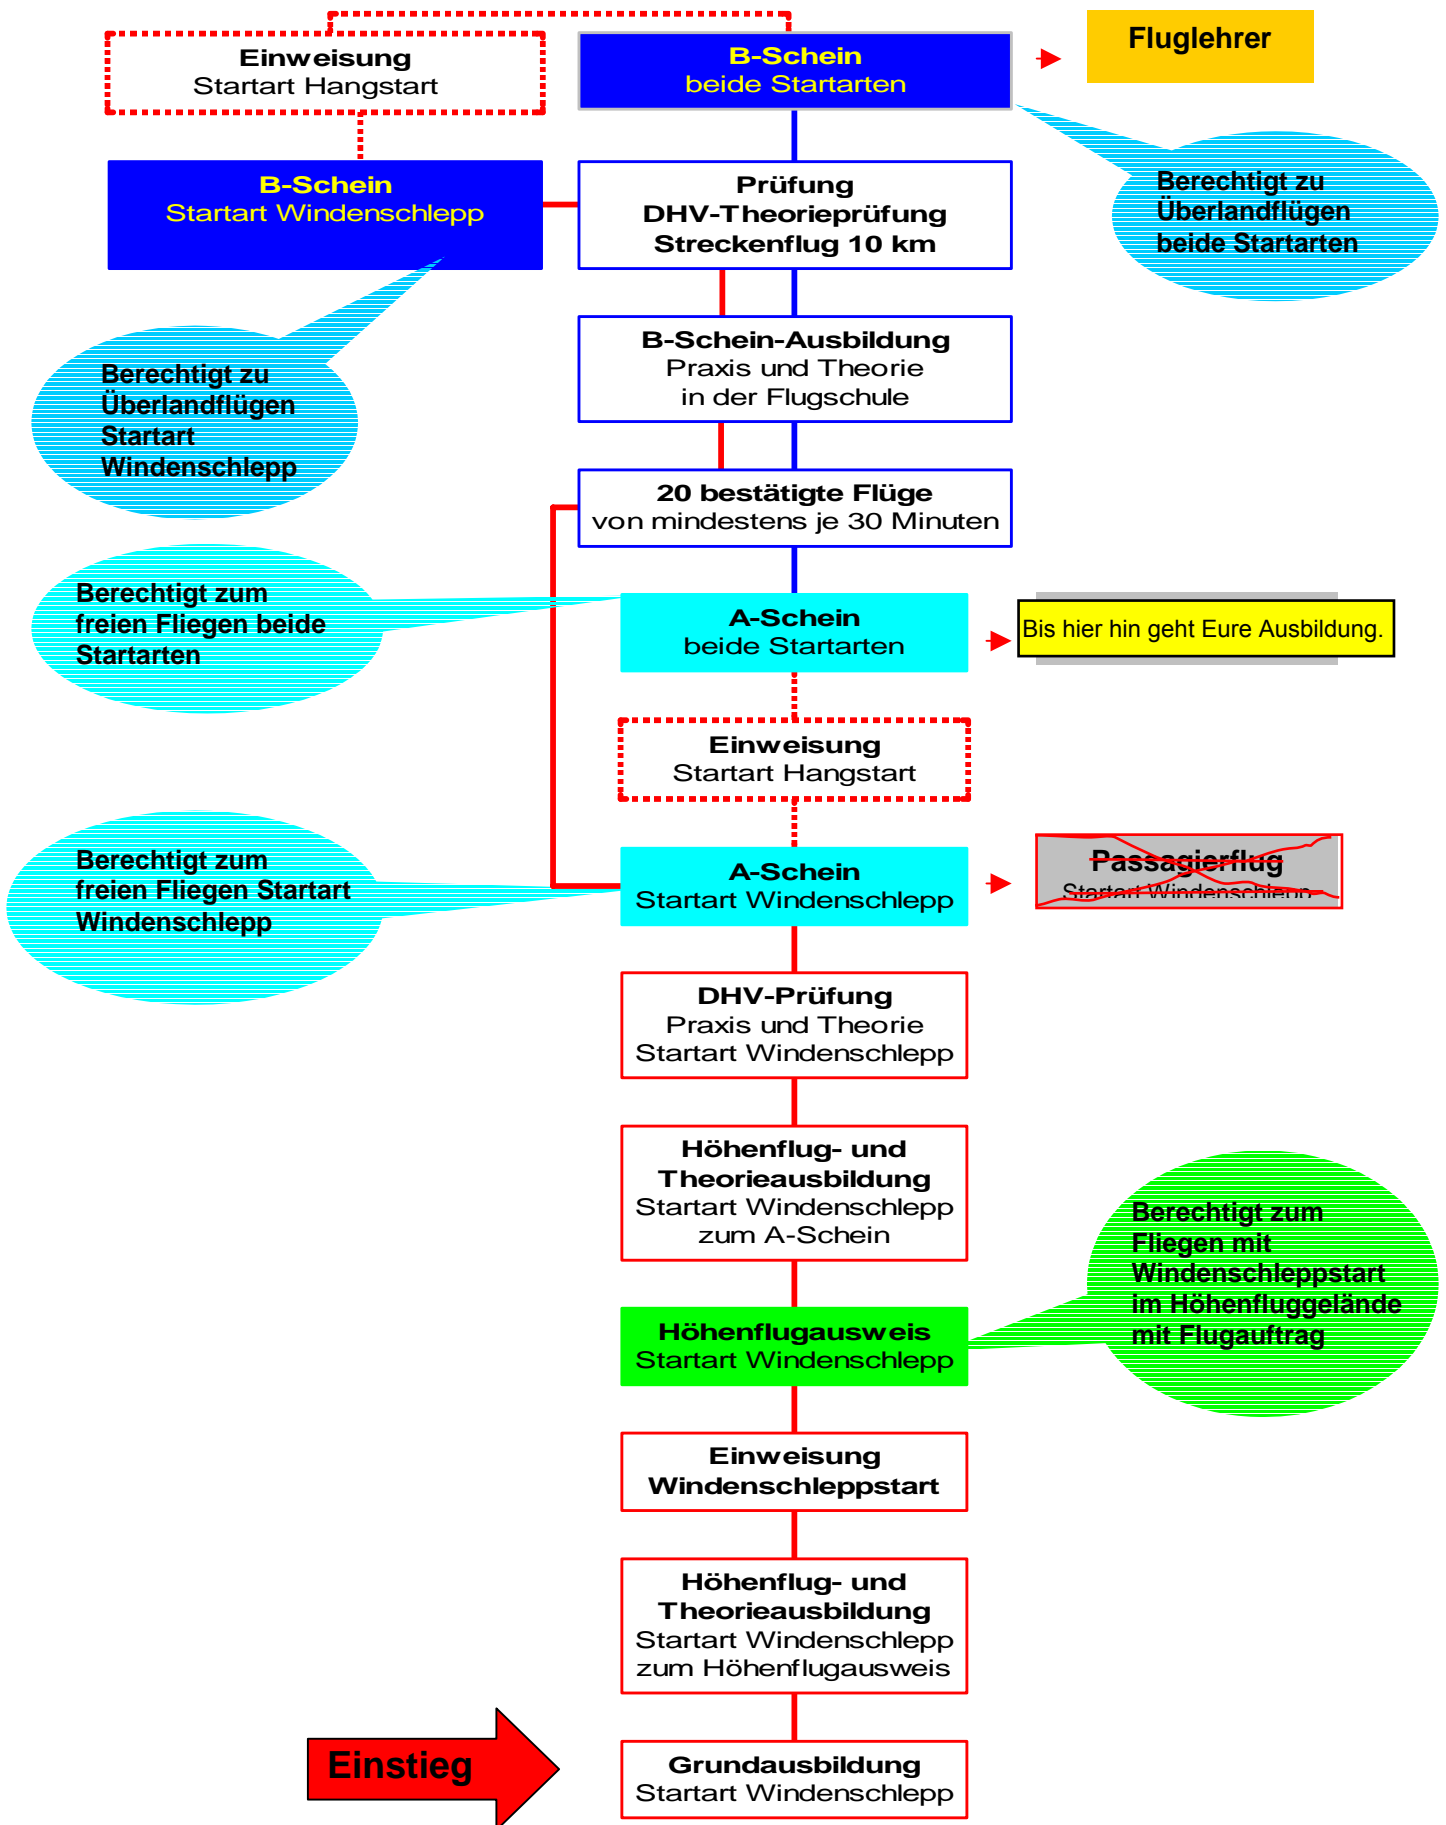 Einweisung
Startart Hangstart
B-Schein
beide Startarten
Fluglehrer
B-Schein
Startart Windenschlepp
Prüfung
DHV-Theorieprüfung
Streckenflug 10 km
Berechtigt zu
Überlandflügen
beide Startarten
B-Schein-Ausbildung
Praxis und Theorie
in der Flugschule
Berechtigt zu
Überlandflügen
Startart
Windenschlepp
20 bestätigte Flüge
von mindestens je 30 Minuten
Berechtigt zum
freien Fliegen beide
Startarten
A-Schein
beide Startarten
Bis hier hin geht Eure Ausbildung.
Einweisung
Startart Hangstart
Berechtigt zum
freien Fliegen Startart
Windenschlepp
A-Schein
Startart Windenschlepp
Passagierflug
Startart Windenschlepp
DHV-Prüfung
Praxis und Theorie
Startart Windenschlepp
Höhenflug- und
Theorieausbildung
Startart Windenschlepp
zum A-Schein
Berechtigt zum
Fliegen mit
Windenschleppstart
im Höhenfluggelände
mit Flugauftrag
Höhenflugausweis
Startart Windenschlepp
Einweisung
Windenschleppstart
Höhenflug- und
Theorieausbildung
Startart Windenschlepp
zum Höhenflugausweis
Einstieg
Grundausbildung
Startart Windenschlepp